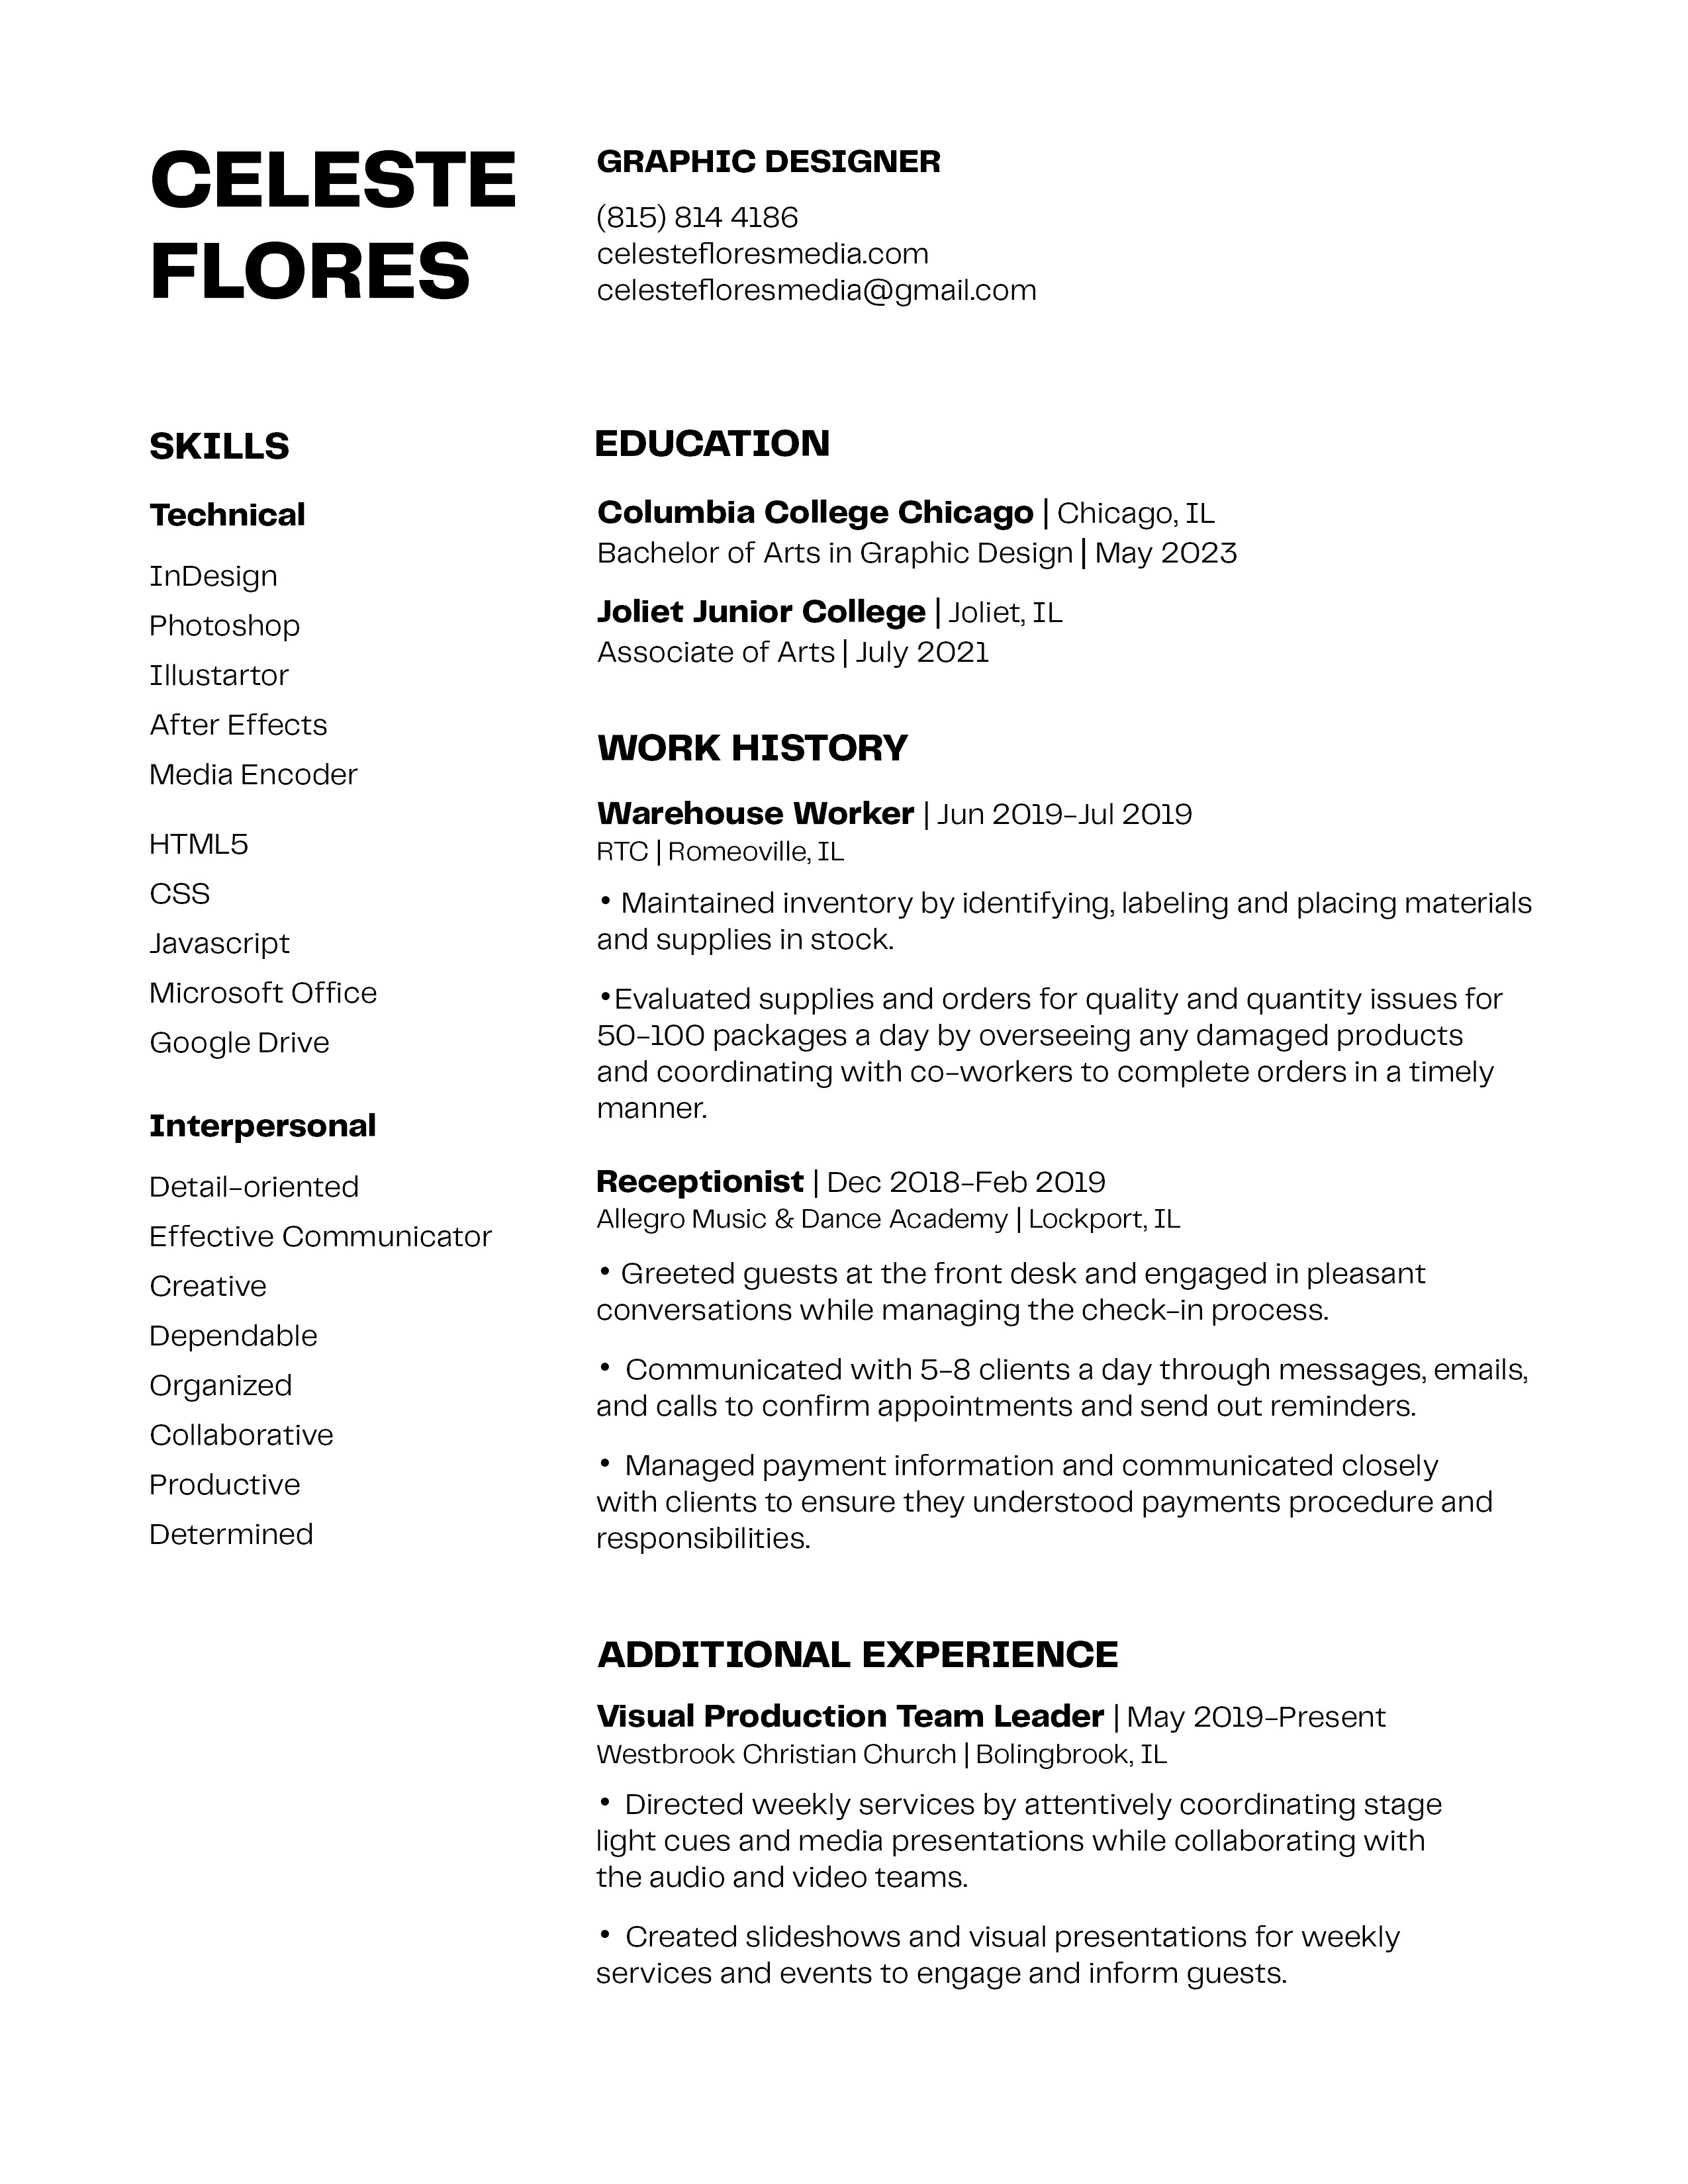 CELESTE
FLORES
GRAPHIC DESIGNER
(815) 814 4186
celestefloresmedia.com
celestefloresmedia@gmail.com
SKILLS
Technical
InDesign
Photoshop
Illustartor
After Effects
Media Encoder
HTML5
CSS
Javascript
Microsoft Office
Google Drive
Interpersonal
Detail-oriented
Effective Communicator
Creative
Dependable
Organized
Collaborative
Productive
Determined
EDUCATION
Columbia College Chicago | Chicago, IL
Bachelor of Arts in Graphic Design | May 2023
Joliet Junior College | Joliet, IL
Associate of Arts | July 2021
WORK HISTORY
Warehouse Worker | Jun 2019-Jul 2019
RTC | Romeoville, IL
• Maintained inventory by identifying, labeling and placing materials
and supplies in stock.
•Evaluated supplies and orders for quality and quantity issues for
50-100 packages a day by overseeing any damaged products
and coordinating with co-workers to complete orders in a timely
manner.
Receptionist | Dec 2018-Feb 2019
Allegro Music & Dance Academy | Lockport, IL
• Greeted guests at the front desk and engaged in pleasant
conversations while managing the check-in process.
• Communicated with 5-8 clients a day through messages, emails,
and calls to confirm appointments and send out reminders.
• Managed payment information and communicated closely
with clients to ensure they understood payments procedure and
responsibilities.
ADDITIONAL EXPERIENCE
Visual Production Team Leader | May 2019-Present
Westbrook Christian Church | Bolingbrook, IL
• Directed weekly services by attentively coordinating stage
light cues and media presentations while collaborating with
the audio and video teams.
• Created slideshows and visual presentations for weekly
services and events to engage and inform guests.